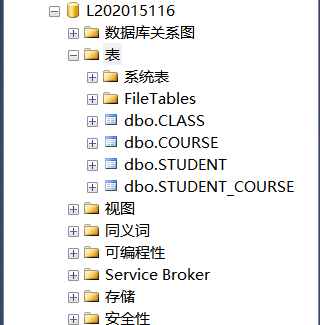 L202015116
数据库关系图
表
系统表
FileTables
dbo.CLASS
dbo.COURSE
dbo.STUDENT
dbo.STUDENT_COURSE
视图
同义词
可编程性
Service Broker
存储
安全性